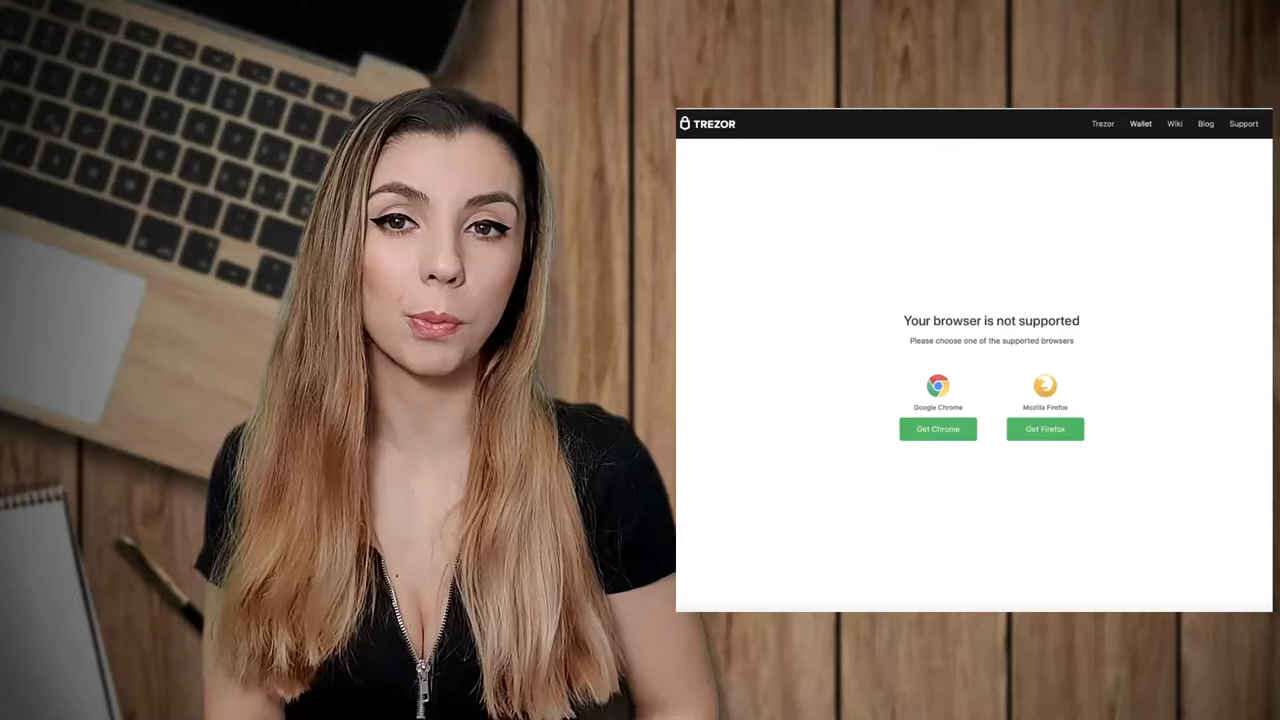 TREZOR
Trezor Wallet Wiki Blog Support
Your browser is not supported
Please choose one of the supported browsers
Google Chrome Mozilla Firefox
Get Chrome Get Firefox